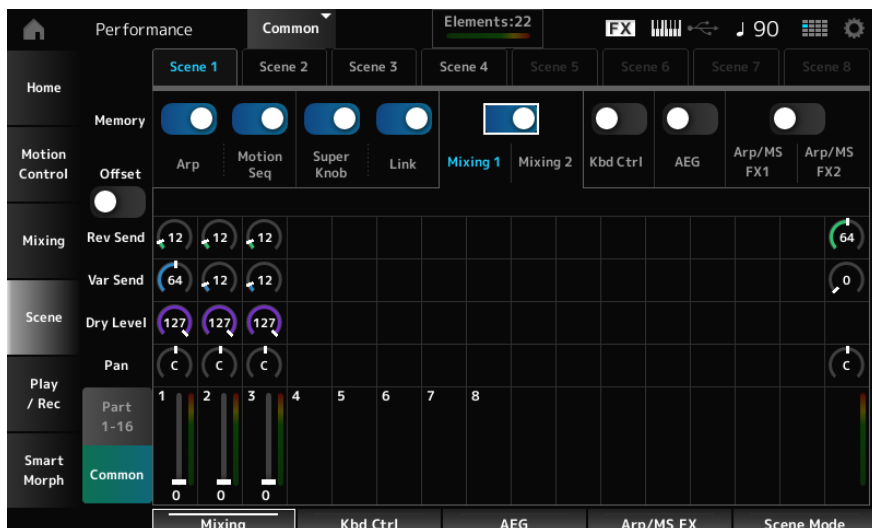 Performance Common Elements:22 FX 90
Scene 1 Scene 2 Scene 3 Scene 4 Scene 5 Scene 6 Scene 7 Scene 8
Home
Memory
Motion
Control
Offset
Arp
Motion
Seq
Super
Knob
Link
Mixing 1
Mixing 2
Kbd Ctrl
AEG
Arp/MS
FX1
Arp/MS
FX2
Mixing
Rev Send 12 12 12 64
Var Send 64 12 12 0
Scene
Dry Level 127 127 127
Pan C C C C
Play
/ Rec
Part
1-16
1 2 3 4 5 6 7 8
Smart
Morph
Common
0 0 0
Mixing Kbd Ctrl AEG Arp/MS FX Scene Mode